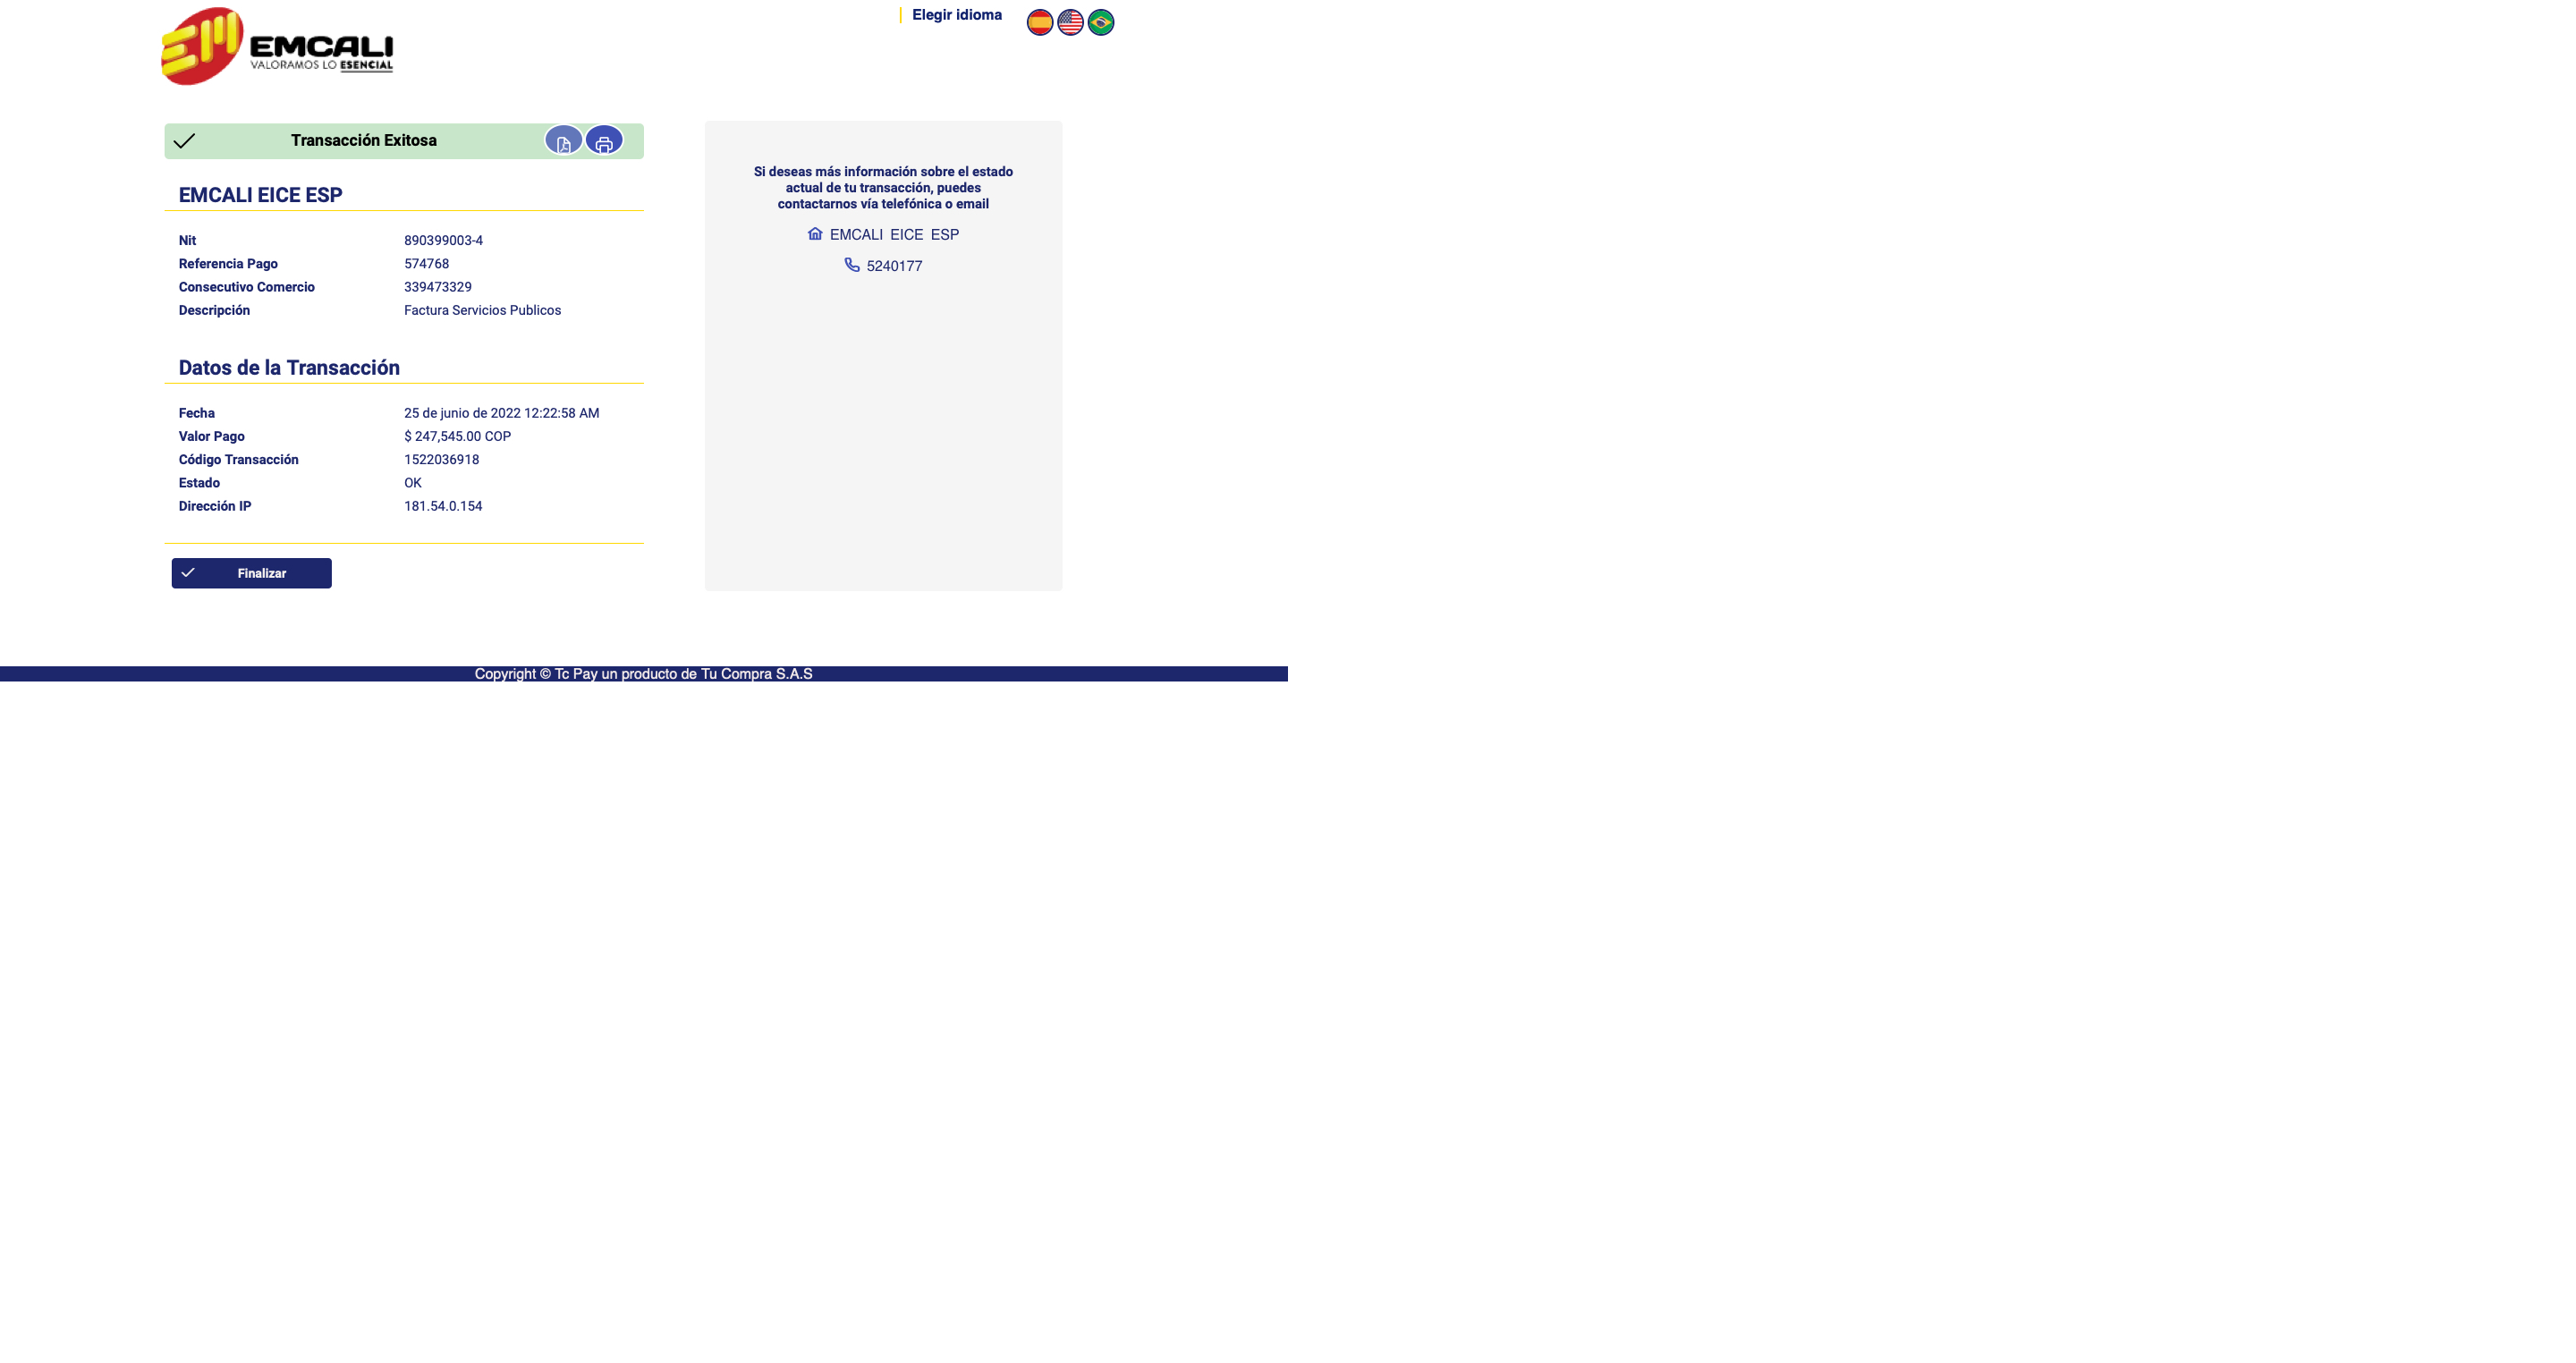 Elegir idioma
EMCALI
VALORAMOS LO ESENCIAL
Transacción Exitosa
EMCALI EICE ESP
Nit 890399003-4
Referencia Pago 574768
Consecutivo Comercio 339473329
Descripción Factura Servicios Publicos
Datos de la Transacción
Fecha 25 de junio de 2022 12:22:58 AM
Valor Pago $ 247,545.00 COP
Código Transacción 1522036918
Estado OK
Dirección IP 181.54.0.154
Finalizar
Si deseas más información sobre el estado
actual de tu transacción, puedes
contactarnos vía telefónica o email
EMCALI EICE ESP
5240177
Copyright © Tc Pay un producto de Tu Compra S.A.S